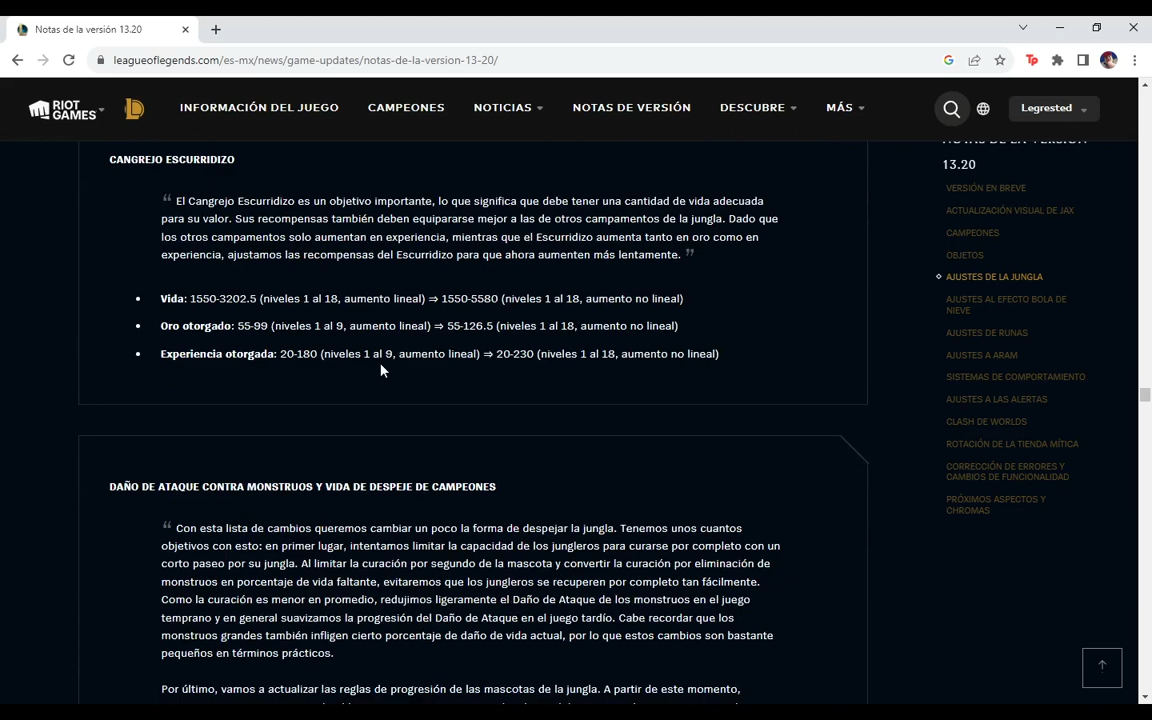 Notas de la versión 13.20
leagueoflegends.com/es-mx/news/game-updates/notas-de-la-version-13-20/
RIOT GAMES
INFORMACIÓN DEL JUEGO
CAMPEONES
NOTICIAS
NOTAS DE VERSIÓN
DESCUBRE
MÁS
Legrested
CANGREJO ESCURRIDIZO
“ El Cangrejo Escurridizo es un objetivo importante, lo que significa que debe tener una cantidad de vida adecuada
para su valor. Sus recompensas también deben equipararse mejor a las de otros campamentos de la jungla. Dado que
los otros campamentos solo aumentan en experiencia, mientras que el Escurridizo aumenta tanto en oro como en
experiencia, ajustamos las recompensas del Escurridizo para que ahora aumenten más lentamente. ”
• Vida: 1550-3202.5 (niveles 1 al 18, aumento lineal) ⇒ 1550-5580 (niveles 1 al 18, aumento no lineal)
• Oro otorgado: 55-99 (niveles 1 al 9, aumento lineal) ⇒ 55-126.5 (niveles 1 al 18, aumento no lineal)
• Experiencia otorgada: 20-180 (niveles 1 al 9, aumento lineal) ⇒ 20-230 (niveles 1 al 18, aumento no lineal)
DAÑO DE ATAQUE CONTRA MONSTRUOS Y VIDA DE DESPEJE DE CAMPEONES
“ Con esta lista de cambios queremos cambiar un poco la forma de despejar la jungla. Tenemos unos cuantos
objetivos con esto: en primer lugar, intentamos limitar la capacidad de los jungleros para curarse por completo con un
corto paseo por su jungla. Al limitar la curación por segundo de la mascota y convertir la curación por eliminación de
monstruos en porcentaje de vida faltante, evitaremos que los jungleros se recuperen por completo tan fácilmente.
Como la curación es menor en promedio, redujimos ligeramente el Daño de Ataque de los monstruos en el juego
temprano y en general suavizamos la progresión del Daño de Ataque en el juego tardío. Cabe recordar que los
monstruos grandes también infligen cierto porcentaje de daño de vida actual, por lo que estos cambios son bastante
pequeños en términos prácticos.
Por último, vamos a actualizar las reglas de progresión de las mascotas de la jungla. A partir de este momento,
NOTAS DE LA VERSIÓN
13.20
VERSIÓN EN BREVE
ACTUALIZACIÓN VISUAL DE JAX
CAMPEONES
OBJETOS
AJUSTES DE LA JUNGLA
AJUSTES AL EFECTO BOLA DE
NIEVE
AJUSTES DE RUNAS
AJUSTES A ARAM
SISTEMAS DE COMPORTAMIENTO
AJUSTES A LAS ALERTAS
CLASH DE WORLDS
ROTACIÓN DE LA TIENDA MÍTICA
CORRECCIÓN DE ERRORES Y
CAMBIOS DE FUNCIONALIDAD
PRÓXIMOS ASPECTOS Y
CHROMAS